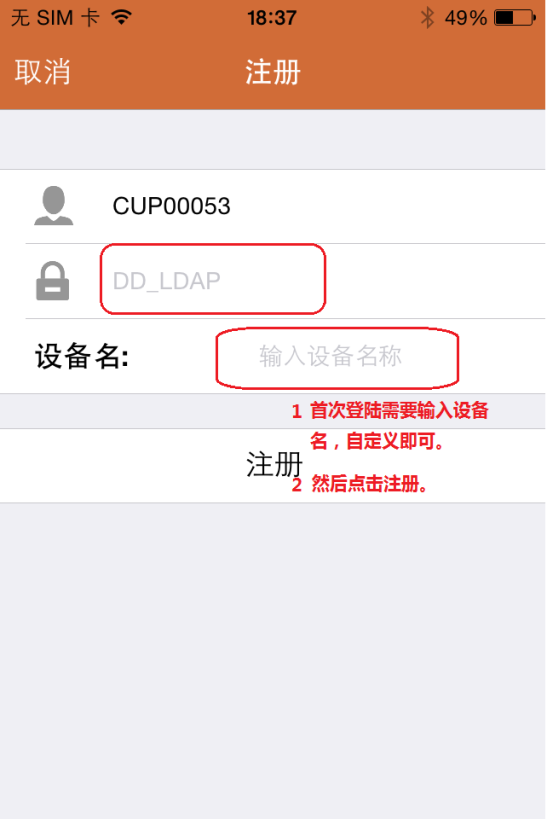 无 SIM 卡 18:37 49%
取消 注册
CUP00053
DD_LDAP
设备名: 输入设备名称
1 首次登陆需要输入设备
名，自定义即可。
注册
2 然后点击注册。